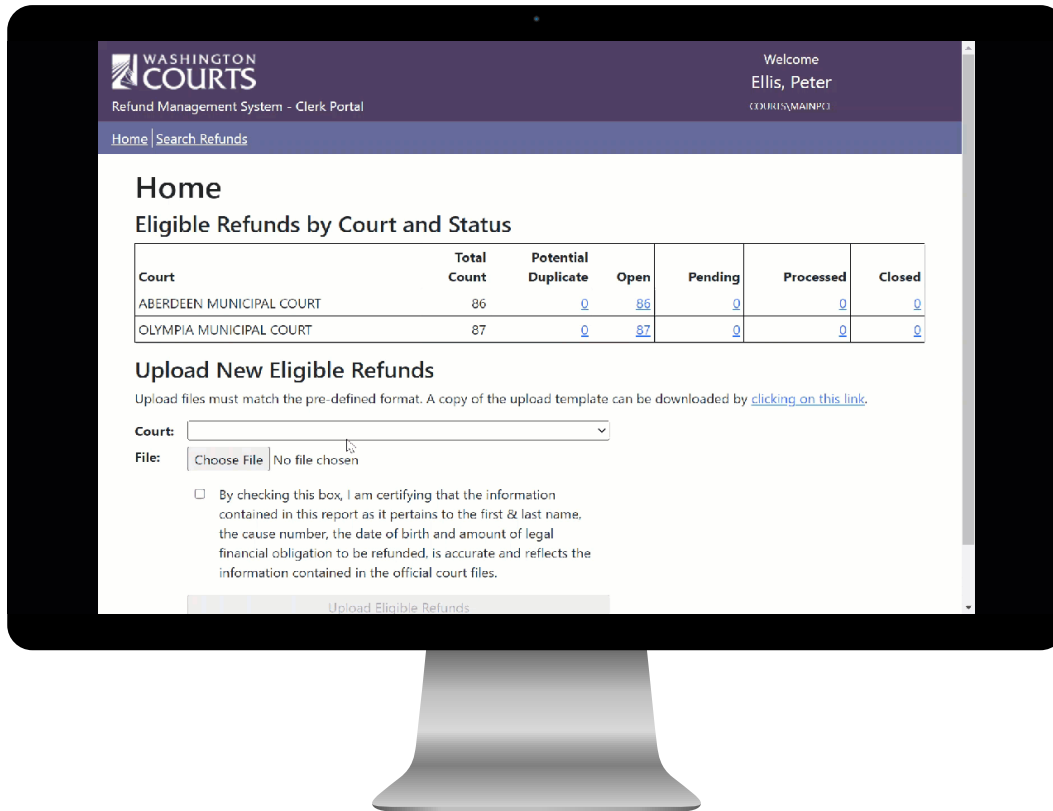 WASHINGTON
COURTS
Refund Management System - Clerk Portal
Welcome
Ellis, Peter
COURTS\MAINPCJ
Home Search Refunds
Home
Eligible Refunds by Court and Status
Court Total Count Potential Duplicate Open Pending Processed Closed
ABERDEEN MUNICIPAL COURT 86 0 86 0 0 0
OLYMPIA MUNICIPAL COURT 87 0 87 0 0 0
Upload New Eligible Refunds
Upload files must match the pre-defined format. A copy of the upload template can be downloaded by clicking on this link.
Court:
File: Choose File No file chosen
By checking this box, I am certifying that the information
contained in this report as it pertains to the first & last name,
the cause number, the date of birth and amount of legal
financial obligation to be refunded, is accurate and reflects the
information contained in the official court files.
Upload Eligible Refunds